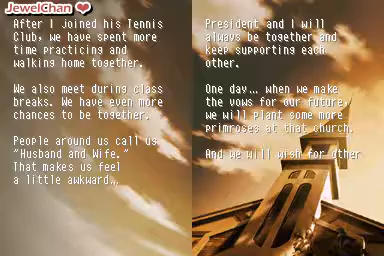 JewelChan ❤
After I joined his Tennis
Club, we have spent more
time practicing and
walking home together.
We also meet during class
breaks. We have even more
chances to be together.
People around us call us
"Husband and Wife."
That makes us feel
a little awkward...
President and I will
always be together and
keep supporting each
other.
One day... when we make
the vows for our future,
we will plant some more
primroses at that church.
And we will wish for other